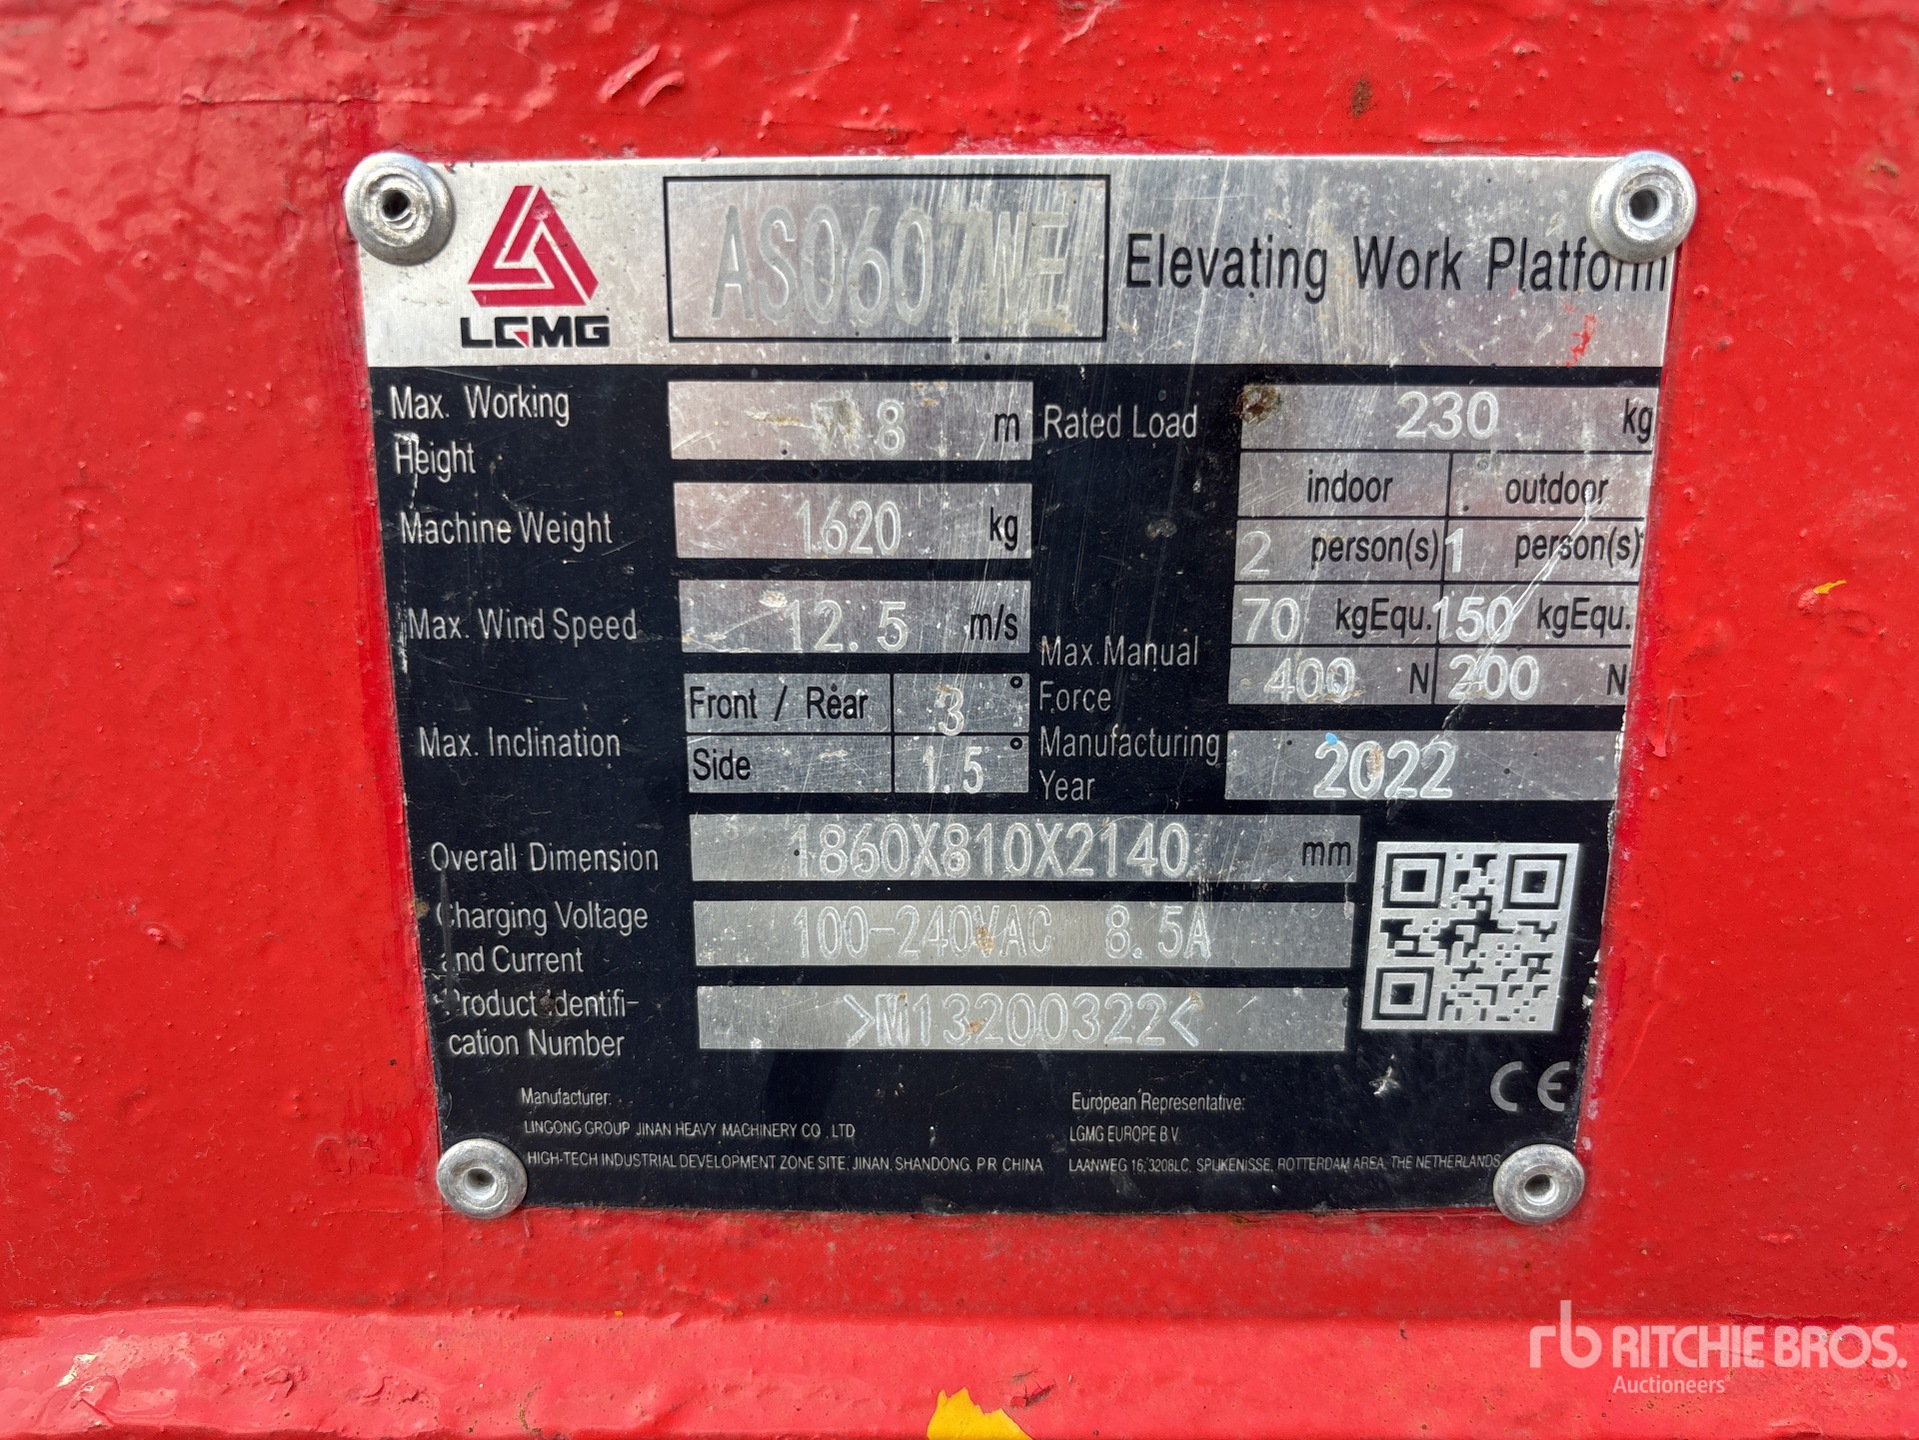 LGMG
AS0607WE
Elevating Work Platform
Max. Working Height 8 m
Machine Weight 1620 kg
Max. Wind Speed 12.5 m/s
Max. Inclination
Front / Rear 3°
Side 1.5°
Rated Load 230 kg
indoor outdoor
2 person(s) 1 person(s)
70 kgEqu. 150 kgEqu.
Max.Manual Force 400 N 200 N
Manufacturing Year 2022
Overall Dimension 1860X810X2140 mm
Charging Voltage and Current 100-240VAC 8.5A
Product Identifi-
cation Number >M13200322<
CE
Manufacturer:
LINGONG GROUP JINAN HEAVY MACHINERY CO .,LTD
HIGH-TECH INDUSTRIAL DEVELOPMENT ZONE SITE, JINAN, SHANDONG, P.R CHINA
European Representative:
LGMG EUROPE B.V.
LAANWEG 16, 3208LC, SPIJKENISSE, ROTTERDAM AREA, THE NETHERLANDS
rb RITCHIE BROS.
Auctioneers